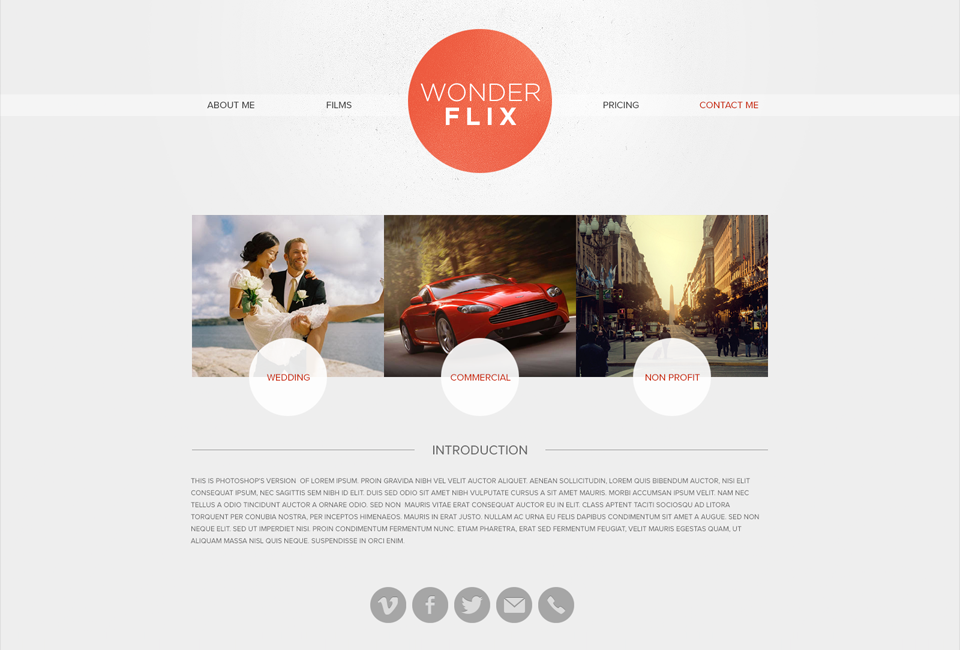 WONDER
FLIX
ABOUT ME
FILMS
PRICING
CONTACT ME
WEDDING
COMMERCIAL
NON PROFIT
INTRODUCTION
THIS IS PHOTOSHOP'S VERSION OF LOREM IPSUM. PROIN GRAVIDA NIBH VEL VELIT AUCTOR ALIQUET. AENEAN SOLLICITUDIN, LOREM QUIS BIBENDUM AUCTOR, NISI ELIT
CONSEQUAT IPSUM, NEC SAGITTIS SEM NIBH ID ELIT. DUIS SED ODIO SIT AMET NIBH VULPUTATE CURSUS A SIT AMET MAURIS. MORBI ACCUMSAN IPSUM VELIT. NAM NEC
TELLUS A ODIO TINCIDUNT AUCTOR A ORNARE ODIO. SED NON MAURIS VITAE ERAT CONSEQUAT AUCTOR EU IN ELIT. CLASS APTENT TACITI SOCIOSQU AD LITORA
TORQUENT PER CONUBIA NOSTRA, PER INCEPTOS HIMENAEOS. MAURIS IN ERAT JUSTO. NULLAM AC URNA EU FELIS DAPIBUS CONDIMENTUM SIT AMET A AUGUE. SED NON
NEQUE ELIT. SED UT IMPERDIET NISI. PROIN CONDIMENTUM FERMENTUM NUNC. ETIAM PHARETRA, ERAT SED FERMENTUM FEUGIAT, VELIT MAURIS EGESTAS QUAM, UT
ALIQUAM MASSA NISL QUIS NEQUE. SUSPENDISSE IN ORCI ENIM.